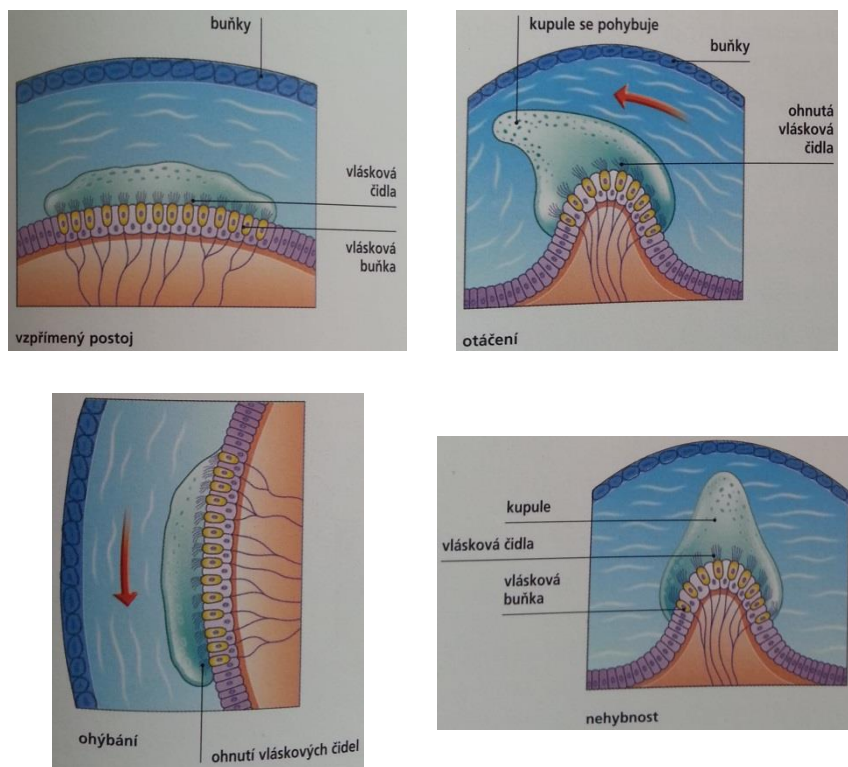 buňky
vlásková
čidla
vlásková
buňka
vzpřímený postoj
kupule se pohybuje
buňky
ohnutá
vlásková
čidla
otáčení
ohýbání
ohnutí vláskových čidel
kupule
vlásková čidla
vlásková
buňka
nehybnost